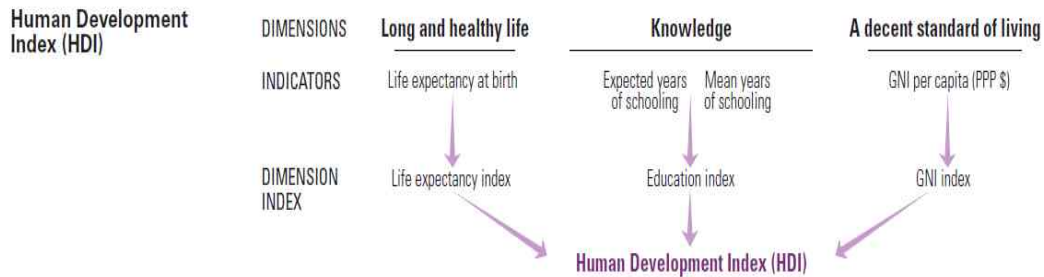 Human Development
Index (HDI)
DIMENSIONS Long and healthy life Knowledge A decent standard of living
INDICATORS Life expectancy at birth Expected years of schooling Mean years of schooling GNI per capita (PPP $)
DIMENSION
INDEX
Life expectancy index Education index GNI index
Human Development Index (HDI)